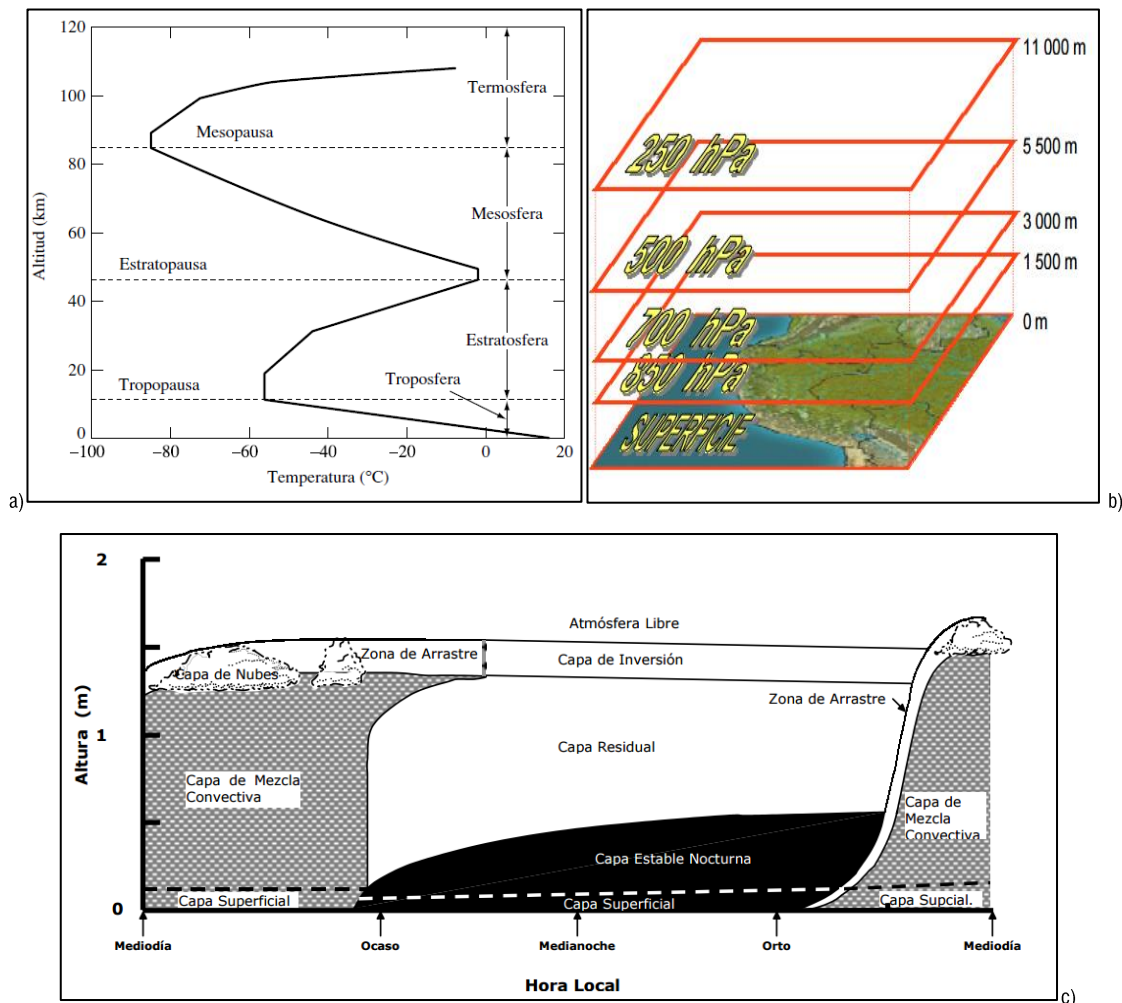 120
100
80
60
40
20
0
Altitud (km)
Termosfera
Mesopausa
Mesosfera
Estratopausa
Estratosfera
Tropopausa
Troposfera
−100
−80
−60
−40
−20
0
20
Temperatura (°C)
a)
11 000 m
250 hPa
5 500 m
500 hPa
3 000 m
1 500 m
700 hPa
0 m
850 hPa
SUPERFICIE
b)
2
1
0
Altura (m)
Atmósfera Libre
Zona de Arrastre
Capa de Inversión
Capa de Nubes
Zona de Arrastre
Capa Residual
Capa de Mezcla
Convectiva
Capa de
Mezcla
Convectiva
Capa Estable Nocturna
Capa Superficial
Capa Superficial
Capa Supcial.
Mediodía
Ocaso
Medianoche
Orto
Mediodía
Hora Local
c)